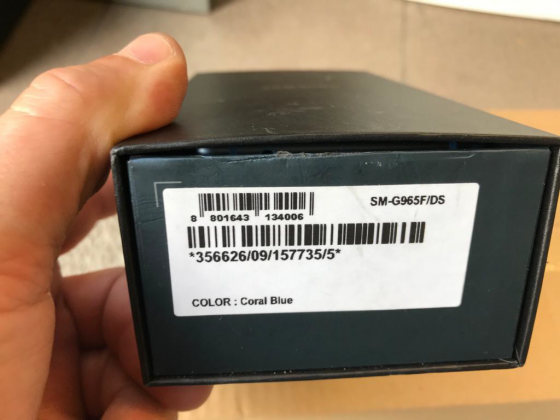 SM-G965F/DS
8 801643 134006
*356626/09/157735/5*
COLOR : Coral Blue